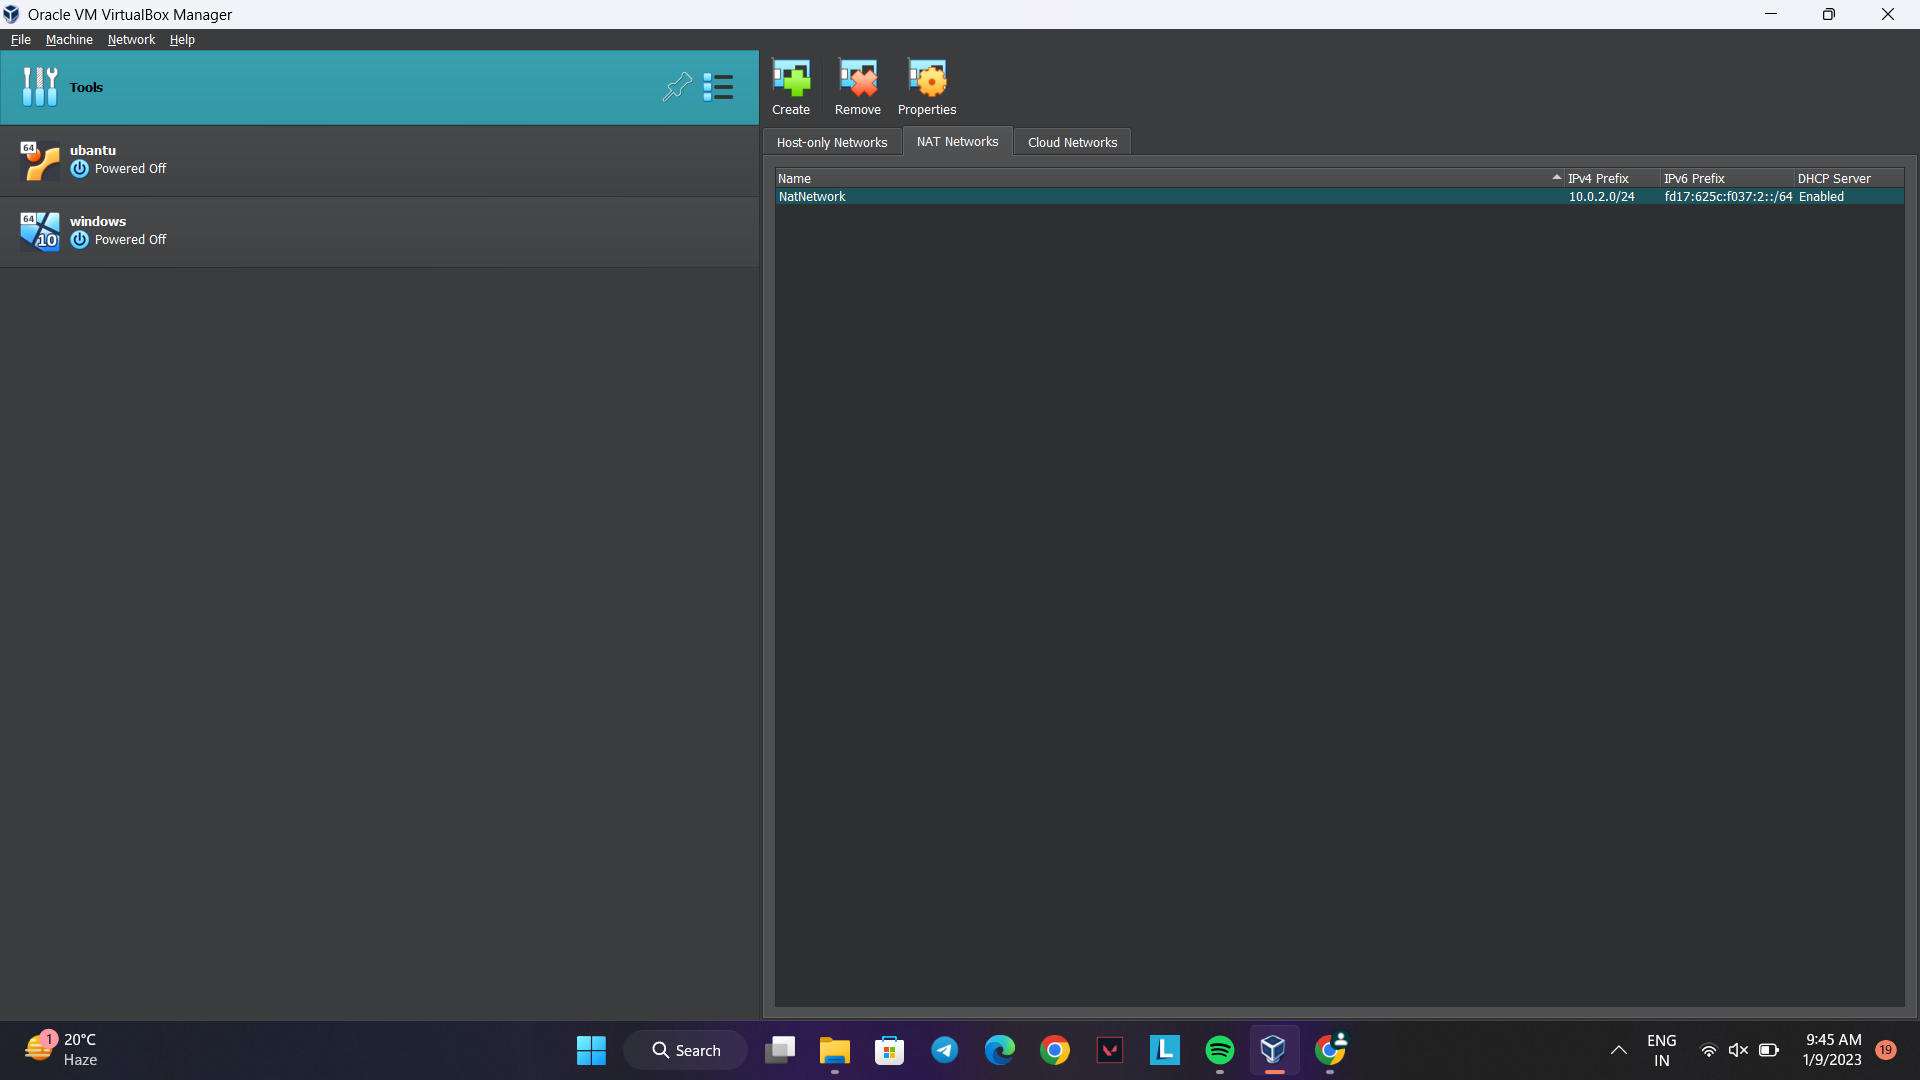 Oracle VM VirtualBox Manager
File Machine Network Help
Tools
64
ubantu
Powered Off
64
10
windows
Powered Off
Create Remove Properties
Host-only Networks NAT Networks Cloud Networks
Name IPv4 Prefix IPv6 Prefix DHCP Server
NatNetwork 10.0.2.0/24 fd17:625c:f037:2::/64 Enabled
1
20°C
Haze
Search
L
ENG
IN
9:45 AM
1/9/2023
19